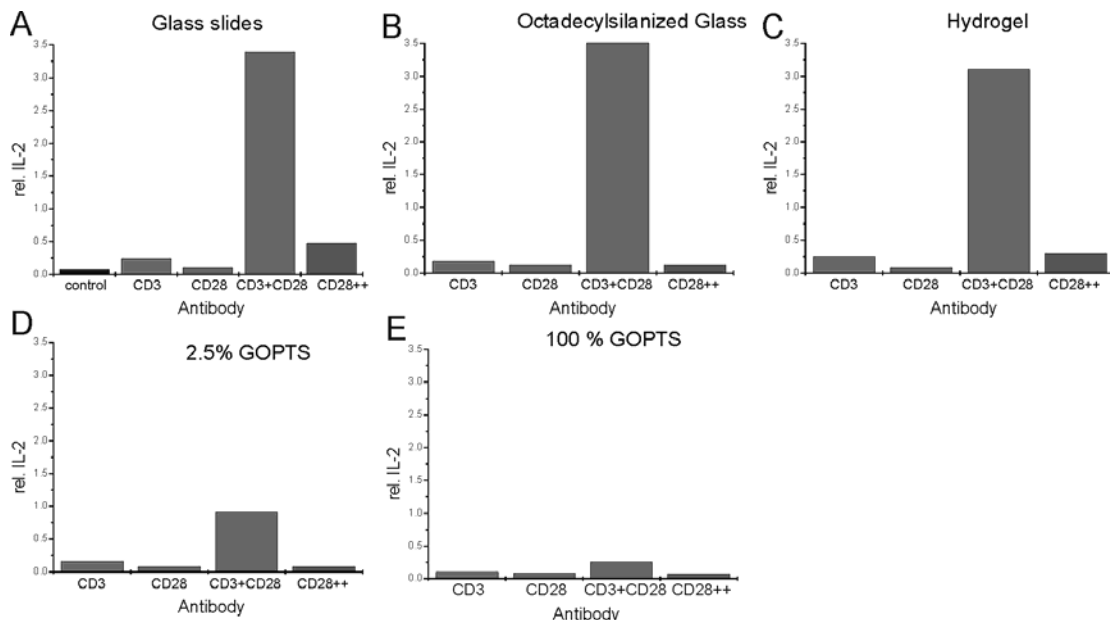 A
Glass slides
3.5
3.0
2.5
2.0
1.5
1.0
0.5
0.0
rel. IL-2
control CD3 CD28 CD3+CD28 CD28++
Antibody
B
Octadecylsilanized Glass
3.5
3.0
2.5
2.0
1.5
1.0
0.5
0.0
rel. IL-2
CD3 CD28 CD3+CD28 CD28++
Antibody
C
Hydrogel
3.5
3.0
2.5
2.0
1.5
1.0
0.5
0.0
rel. IL-2
CD3 CD28 CD3+CD28 CD28++
Antibody
D
2.5% GOPTS
3.5
3.0
2.5
2.0
1.5
1.0
0.5
0.0
rel. IL-2
CD3 CD28 CD3+CD28 CD28++
Antibody
E
100 % GOPTS
3.5
3.0
2.5
2.0
1.5
1.0
0.5
0.0
rel. IL-2
CD3 CD28 CD3+CD28 CD28++
Antibody